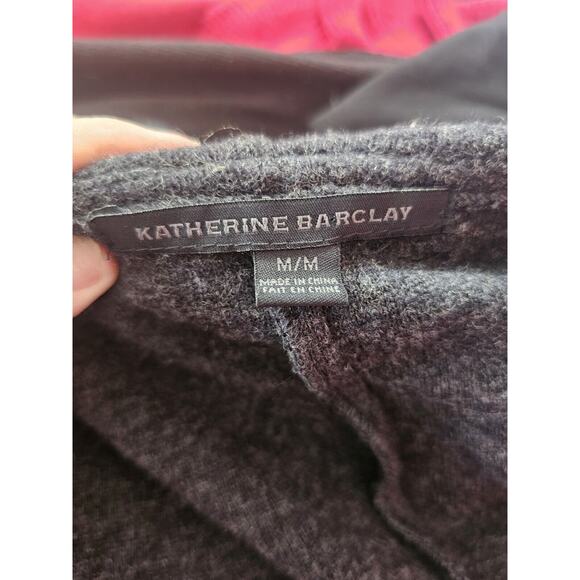 KATHERINE BARCLAY
M/M
MADE IN CHINA
FAIT EN CHINE